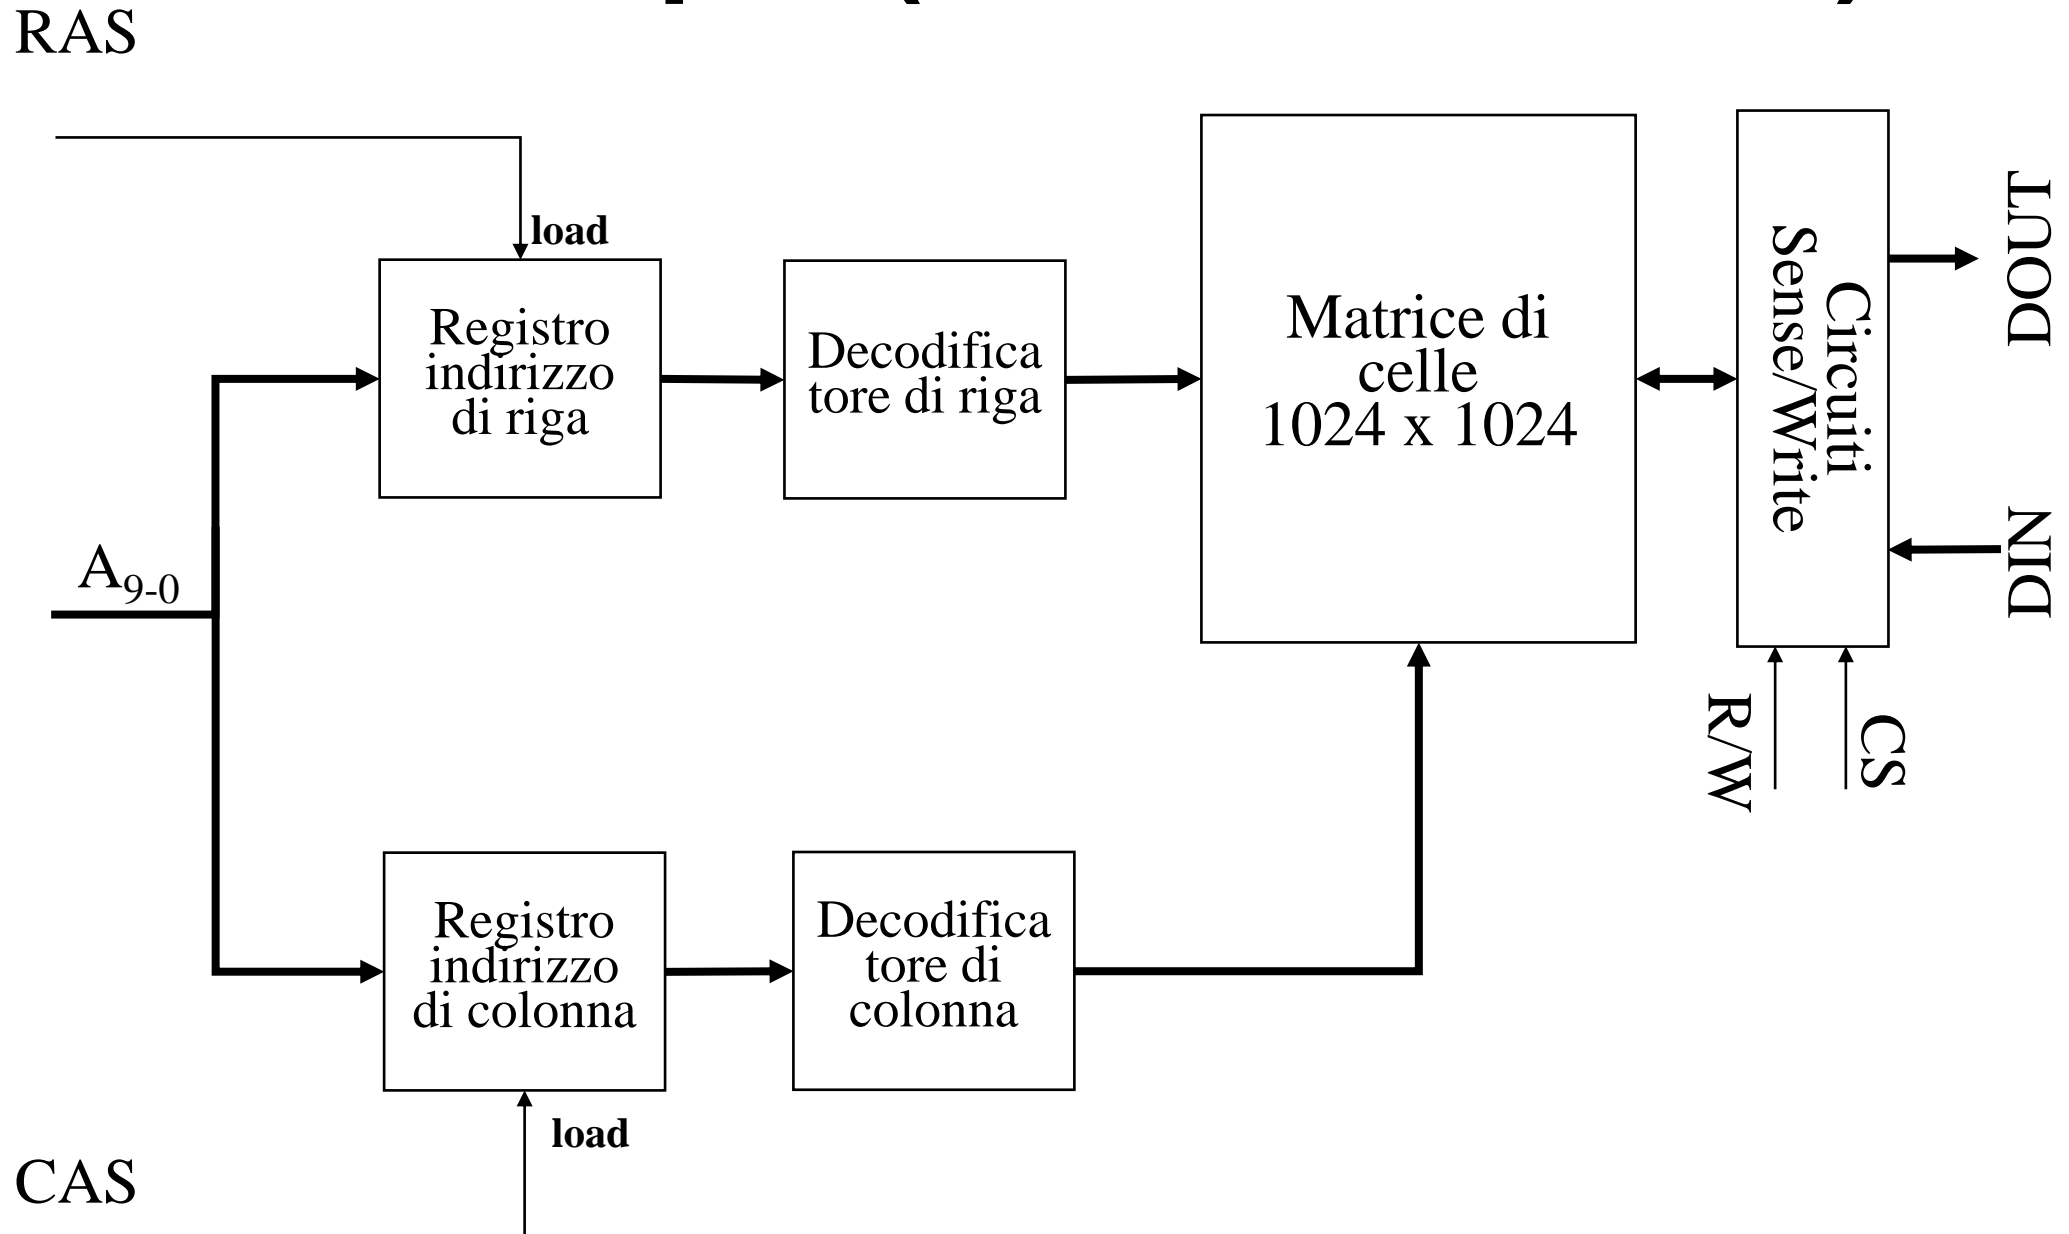 RAS
load
Registro
indirizzo
di riga
Decodifica
tore di riga
Matrice di
celle
1024 x 1024
Circuiti
Sense/Write
DOUT
DIN
A9-0
R/W
CS
Registro
indirizzo
di colonna
Decodifica
tore di
colonna
load
CAS